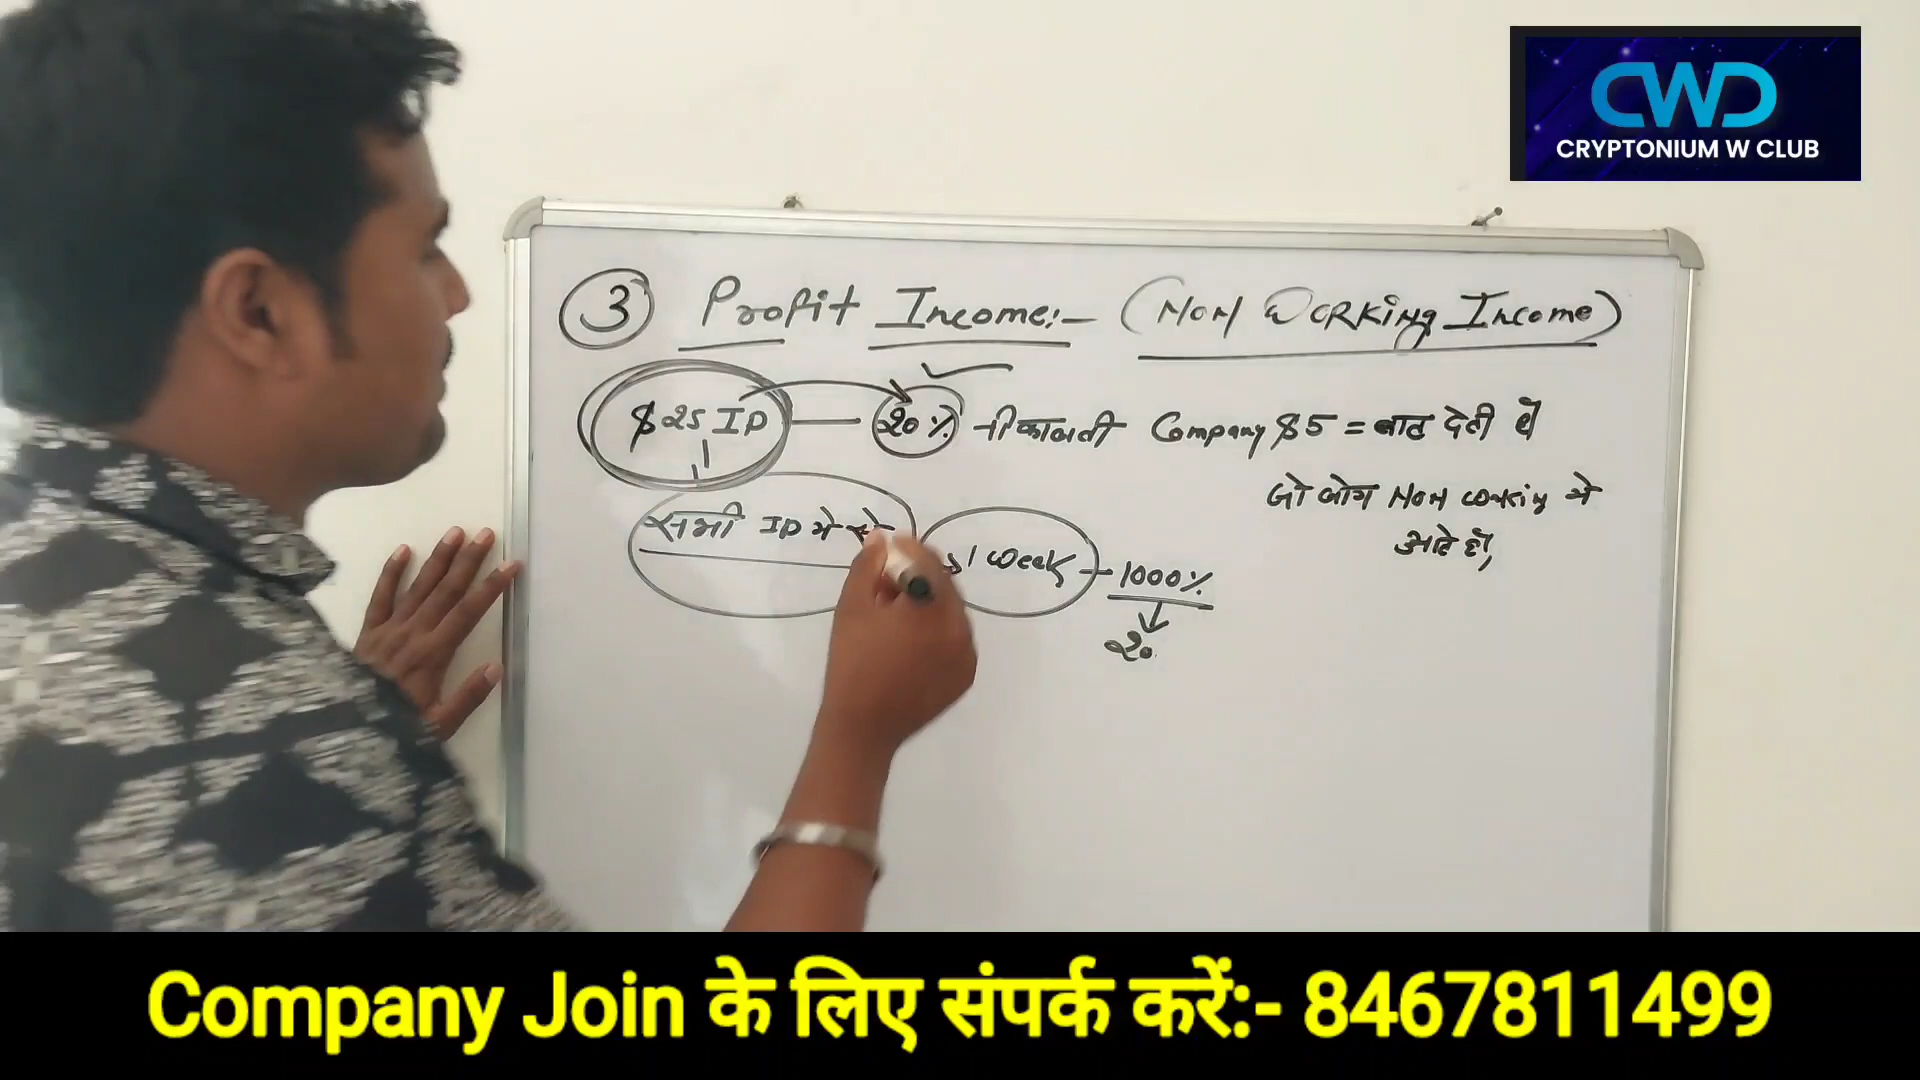 CWD
CRYPTONIUM W CLUB
3 Profit Income:- (Non Working Income)
$25 ID — 20% Company $5 = बाट देती है
जो लोग Non working मे
आते हो,
सभी ID मे से 1 week - 1000%
20
Company Join के लिए संपर्क करें:- 8467811499